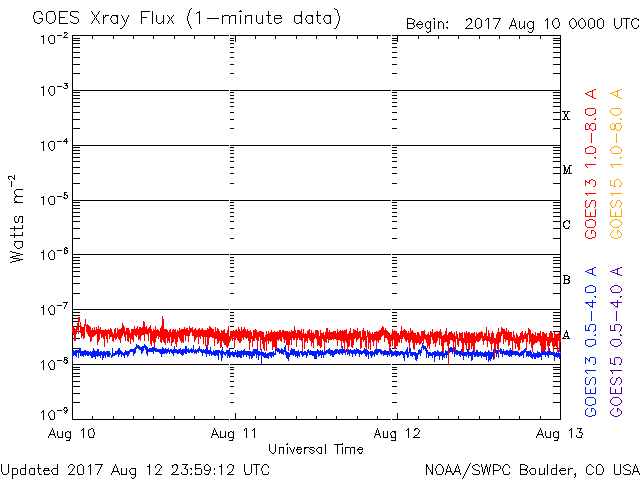 GOES Xray Flux (1-minute data)
Begin: 2017 Aug 10 0000 UTC
10-2
10-3
10-4
10-5
10-6
10-7
10-8
10-9
Watts m-2
X
M
C
B
A
GOES13 1.0-8.0 A
GOES15 1.0-8.0 A
GOES13 0.5-4.0 A
GOES15 0.5-4.0 A
Aug 10 Aug 11 Aug 12 Aug 13
Universal Time
Updated 2017 Aug 12 23:59:12 UTC
NOAA/SWPC Boulder, CO USA